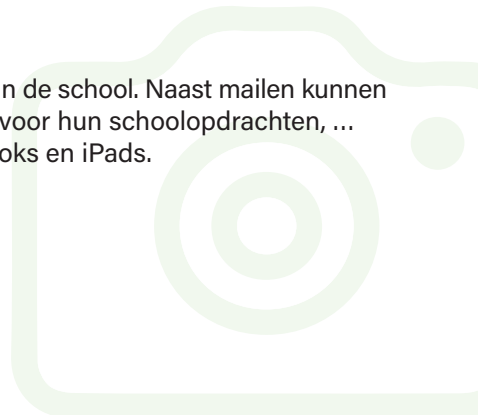 n de school. Naast mailen kunnen
voor hun schoolopdrachten, ...
oks en iPads.